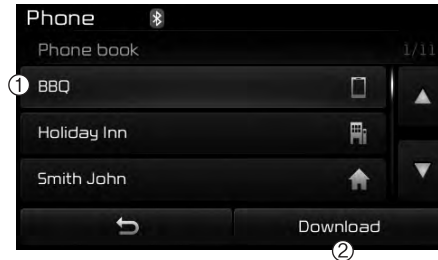 Phone
Phone book 1/11
1 BBQ
Holiday Inn
Smith John
Download
2